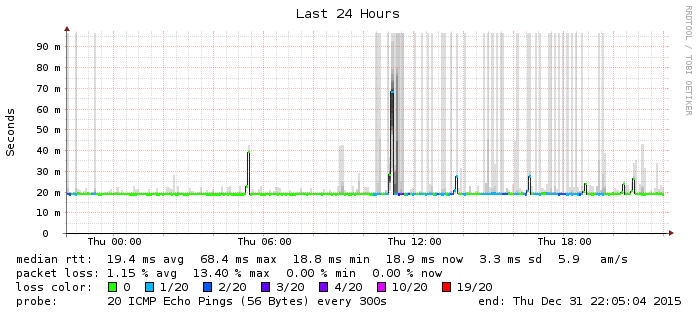 Last 24 Hours
RRDTOOL / TOBI OETIKER
Seconds
90 m
80 m
70 m
60 m
50 m
40 m
30 m
20 m
10 m
0
Thu 00:00 Thu 06:00 Thu 12:00 Thu 18:00
median rtt: 19.4 ms avg 68.4 ms max 18.8 ms min 18.9 ms now 3.3 ms sd 5.9 am/s
packet loss: 1.15 % avg 13.40 % max 0.00 % min 0.00 % now
loss color: 0 1/20 2/20 3/20 4/20 10/20 19/20
probe: 20 ICMP Echo Pings (56 Bytes) every 300s end: Thu Dec 31 22:05:04 2015